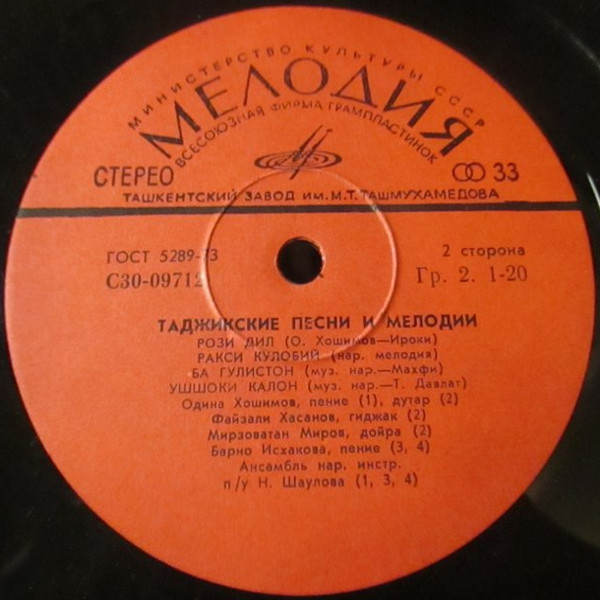 МИНИСТЕРСТВО КУЛЬТУРЫ СССР
МЕЛОДИЯ
ВСЕСОЮЗНАЯ ФИРМА ГРАМПЛАСТИНОК
СТЕРЕО 33
ТАШКЕНТСКИЙ ЗАВОД ИМ. М.Т. ТАШМУХАМЕДОВА
ГОСТ 5289-73 2 сторона
С30-09712 Гр. 2. 1-20
ТАДЖИКСКИЕ ПЕСНИ И МЕЛОДИИ
РОЗИ ДИЛ (О. Хошимов—Ироки)
РАКСИ КУЛОБИЙ (нар. мелодия)
БА ГУЛИСТОН (муз. нар.—Махфи)
УШШОКИ КАЛОН (муз. нар.—Т. Давлат)
Одина Хошимов, пение (1), дутар (2)
Файзали Хасанов, гиджак (2)
Мирзоватан Миров, дойра (2)
Барно Исхакова, пение (3, 4)
Ансамбль нар. инстр.
п/у Н. Шаулова (1, 3, 4)